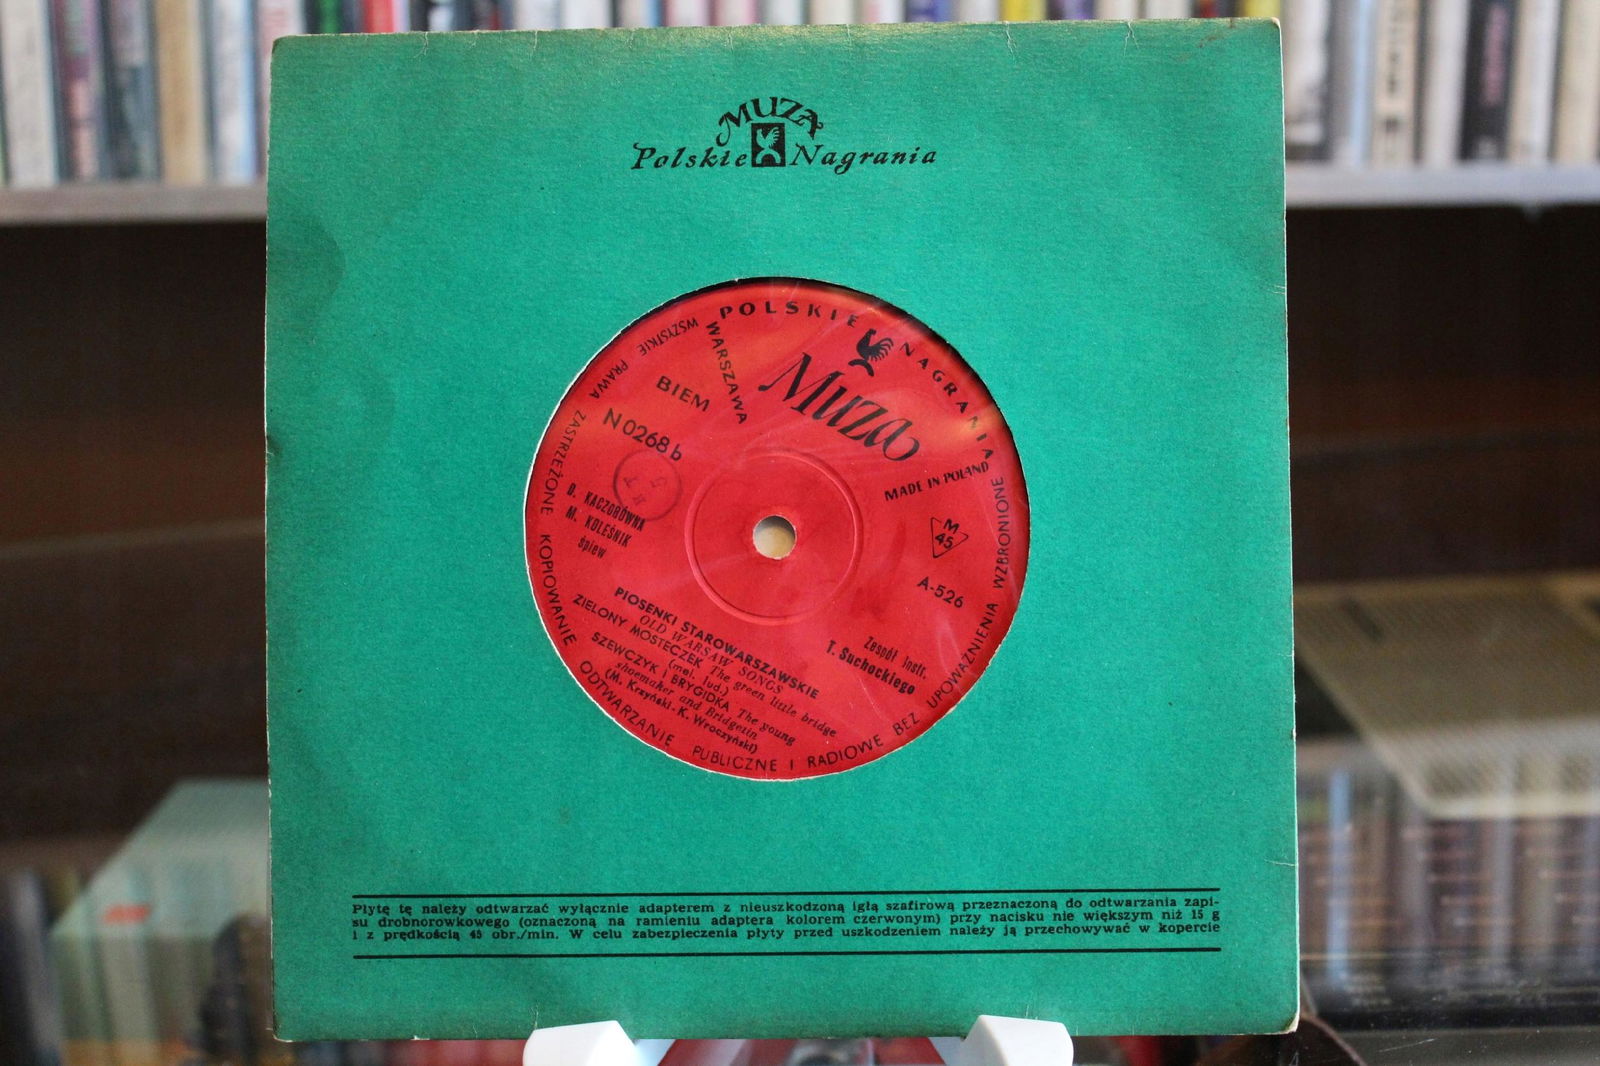 MUZA
Polskie Nagrania
POLSKIE NAGRANIA
WARSZAWA
Muza
MADE IN POLAND
BIEM
N 0268 b
M
45
A-526
D. KACZORÓWNA
M. KOLEŚNIK
śpiew
Zespół instr.
T. Suchockiego
PIOSENKI STAROWARSZAWSKIE
OLD WARSAW SONGS
ZIELONY MOSTECZEK The green little bridge
(mel. lud.)
SZEWCZYK i BRYGIDKA The young
shoemaker and Bridgetin
(M. Krzyński-K. Wroczyński)
WSZYSTKIE PRAWA ZASTRZEŻONE KOPIOWANIE ODTWARZANIE PUBLICZNE I RADIOWE BEZ UPOWAŻNIENIA WZBRONIONE
Płytę tę należy odtwarzać wyłącznie adapterem z nieuszkodzoną igłą szafirową przeznaczoną do odtwarzania zapi-
su drobnorowkowego (oznaczoną na ramieniu adaptera kolorem czerwonym) przy nacisku nie większym niż 15 g
i z prędkością 45 obr./min. W celu zabezpieczenia płyty przed uszkodzeniem należy ją przechowywać w kopercie